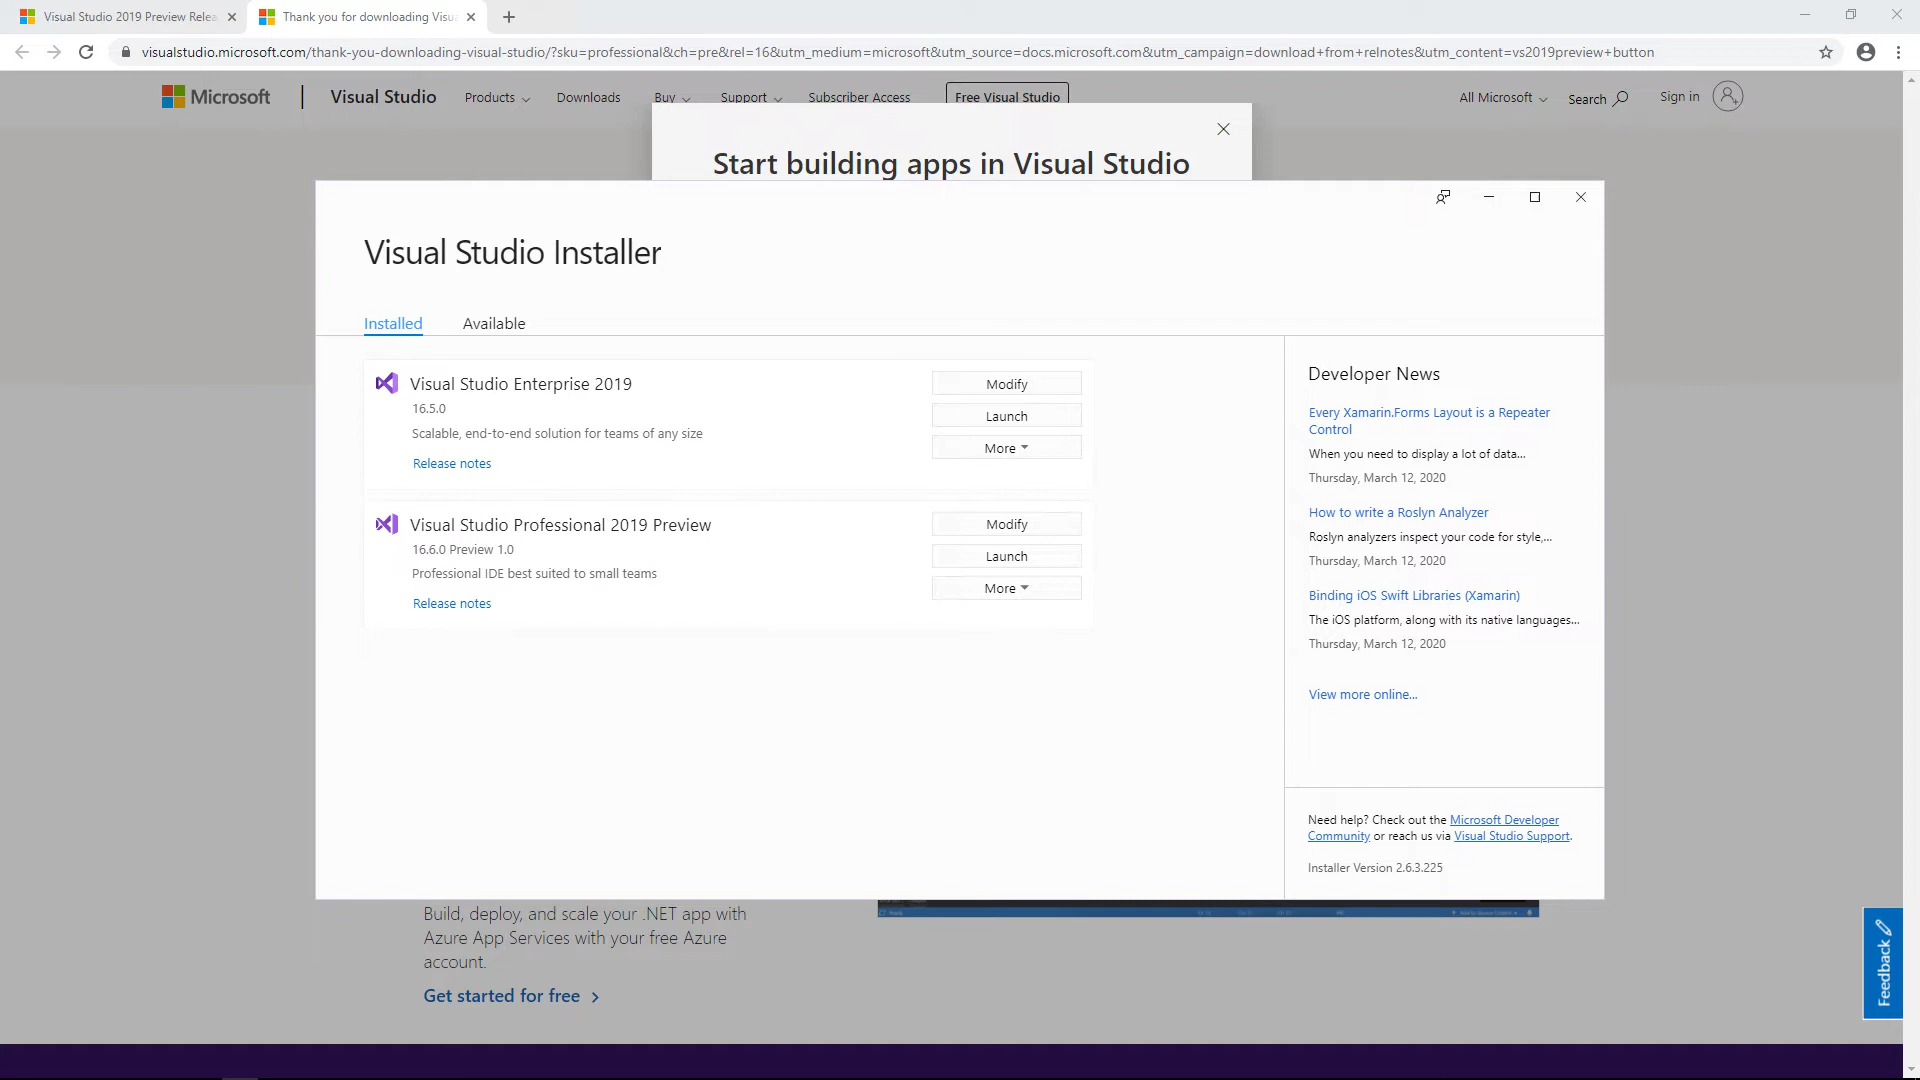 Visual Studio 2019 Preview Relea
Thank you for downloading Visua
visualstudio.microsoft.com/thank-you-downloading-visual-studio/?sku=professional&ch=pre&rel=16&utm_medium=microsoft&utm_source=docs.microsoft.com&utm_campaign=download+from+relnotes&utm_content=vs2019preview+button
Microsoft
Visual Studio
Products
Downloads
Buy
Support
Subscriber Access
Free Visual Studio
All Microsoft
Search
Sign in
Start building apps in Visual Studio
Visual Studio Installer
Installed
Available
Visual Studio Enterprise 2019
16.5.0
Scalable, end-to-end solution for teams of any size
Release notes
Modify
Launch
More
Visual Studio Professional 2019 Preview
16.6.0 Preview 1.0
Professional IDE best suited to small teams
Release notes
Modify
Launch
More
Developer News
Every Xamarin.Forms Layout is a Repeater
Control
When you need to display a lot of data...
Thursday, March 12, 2020
How to write a Roslyn Analyzer
Roslyn analyzers inspect your code for style,...
Thursday, March 12, 2020
Binding iOS Swift Libraries (Xamarin)
The iOS platform, along with its native languages...
Thursday, March 12, 2020
View more online...
Need help? Check out the Microsoft Developer
Community or reach us via Visual Studio Support.
Installer Version 2.6.3.225
Build, deploy, and scale your .NET app with
Azure App Services with your free Azure
account.
Get started for free
Feedback